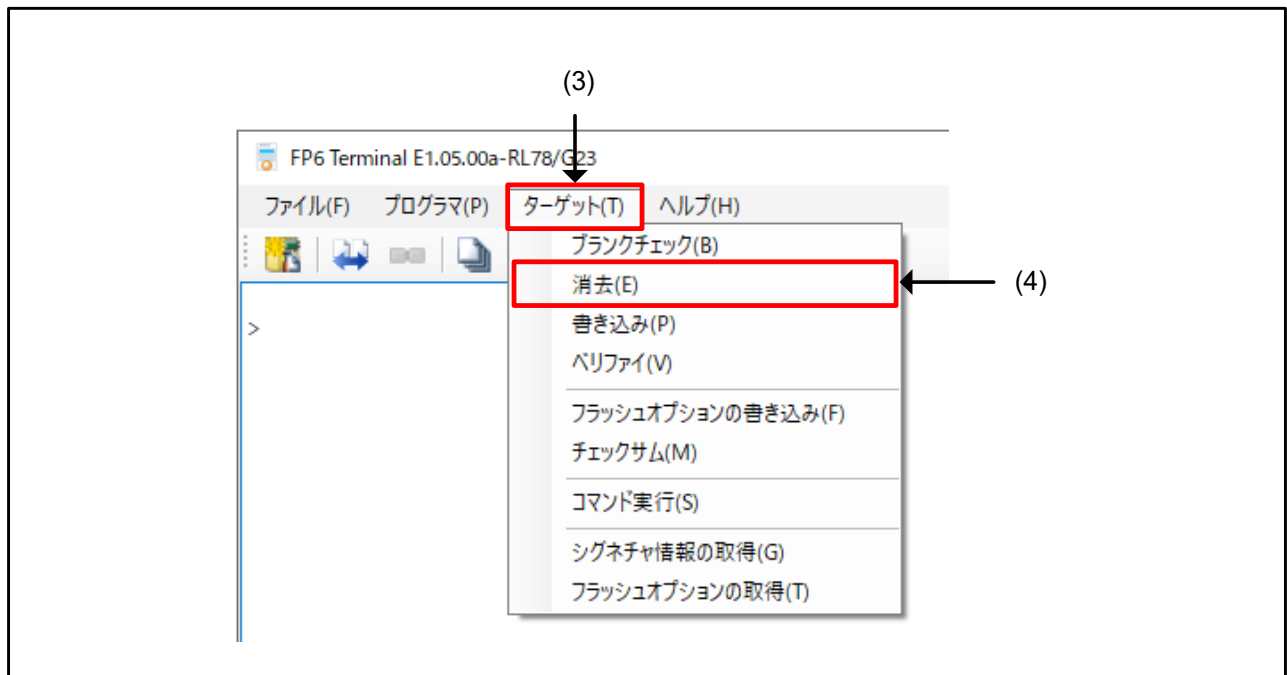 (3)
FP6 Terminal E1.05.00a-RL78/G23
ファイル(F) プログラマ(P) ターゲット(T) ヘルプ(H)
ブランクチェック(B)
消去(E)
(4)
>
書き込み(P)
ベリファイ(V)
フラッシュオプションの書き込み(F)
チェックサム(M)
コマンド実行(S)
シグネチャ情報の取得(G)
フラッシュオプションの取得(T)